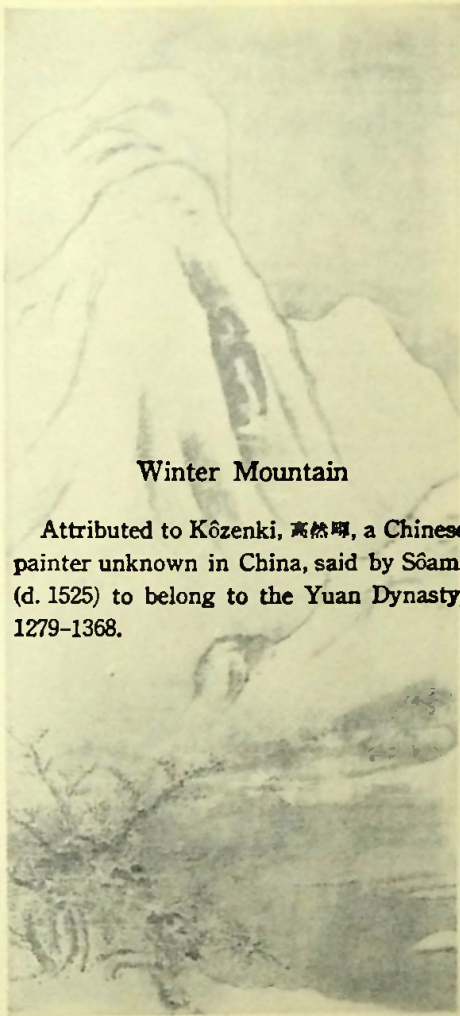 Winter Mountain
Attributed to Kôzenki, 高然暉, a Chinese
painter unknown in China, said by Sôam
(d. 1525) to belong to the Yuan Dynasty
1279–1368.